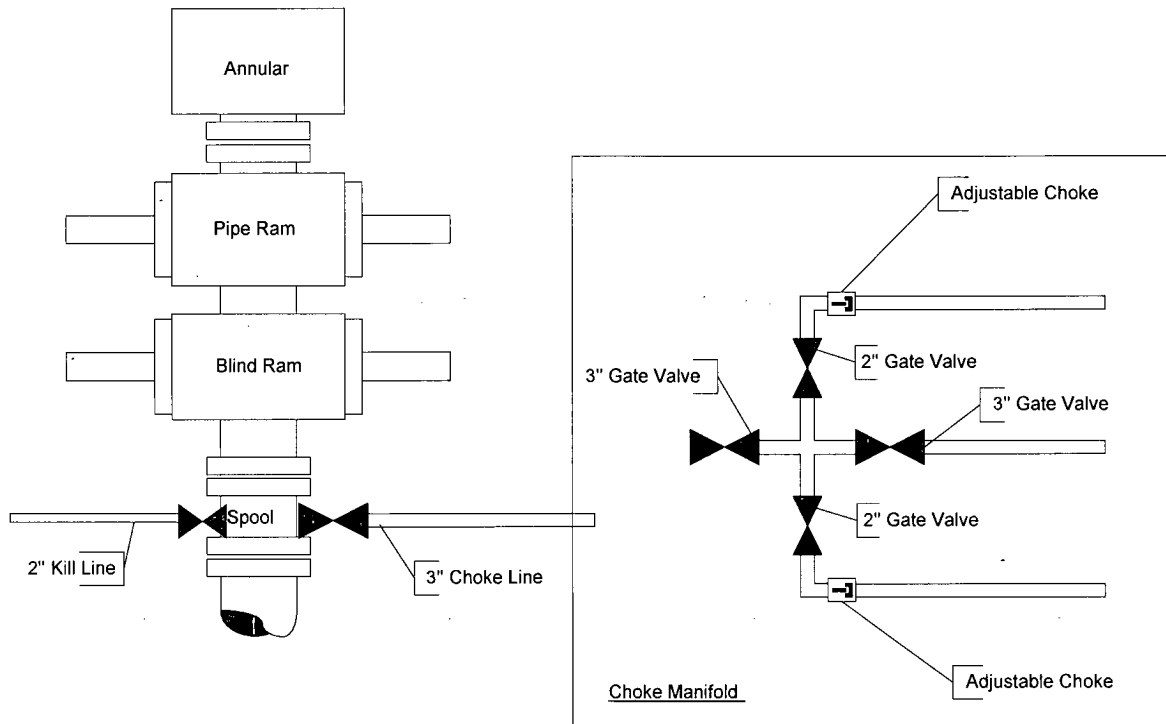 Annular
Pipe Ram
Blind Ram
Spool
2" Kill Line
3" Choke Line
Adjustable Choke
2" Gate Valve
3" Gate Valve
3" Gate Valve
2" Gate Valve
Adjustable Choke
Choke Manifold